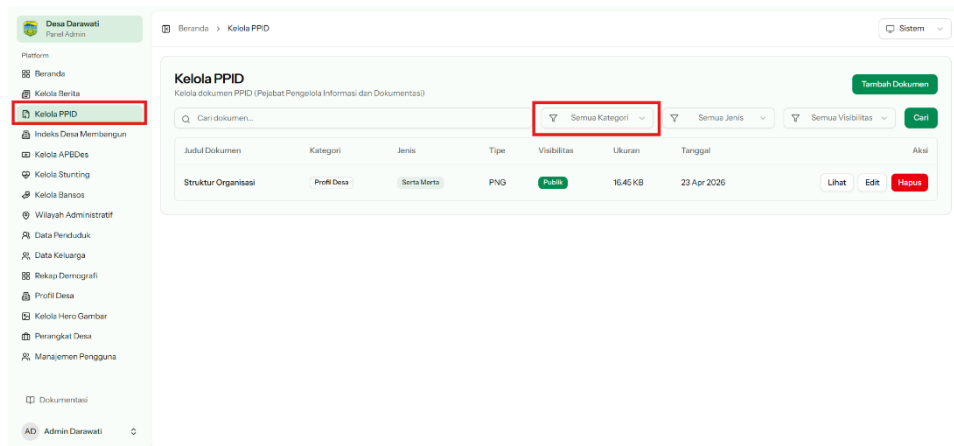 Desa Darawati
Panel Admin
Platform
Beranda
Kelola Berita
Kelola PPID
Indeks Desa Membangun
Kelola APBDes
Kelola Stunting
Kelola Bansos
Wilayah Administratif
Data Penduduk
Data Keluarga
Rekap Demografi
Profil Desa
Kelola Hero Gambar
Perangkat Desa
Manajemen Pengguna
Dokumentasi
AD Admin Darawati
Beranda > Kelola PPID
Sistem
Kelola PPID
Kelola dokumen PPID (Pejabat Pengelola Informasi dan Dokumentasi)
Tambah Dokumen
Cari dokumen... Semua Kategori Semua Jenis Semua Visibilitas Cari
Judul Dokumen Kategori Jenis Tipe Visibilitas Ukuran Tanggal Aksi
Struktur Organisasi Profil Desa Serta Merta PNG Publik 16.45 KB 23 Apr 2026 Lihat Edit Hapus